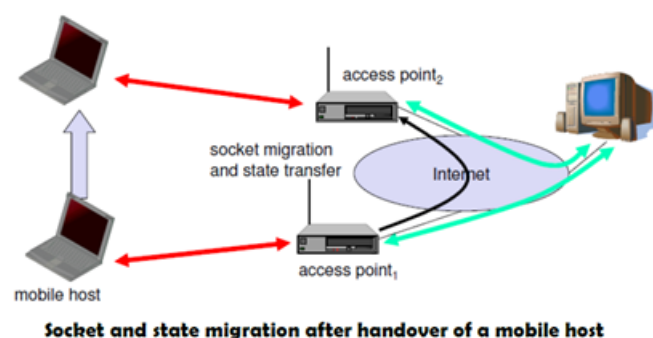 access point₂
socket migration
and state transfer
Internet
access point₁
mobile host
Socket and state migration after handover of a mobile host